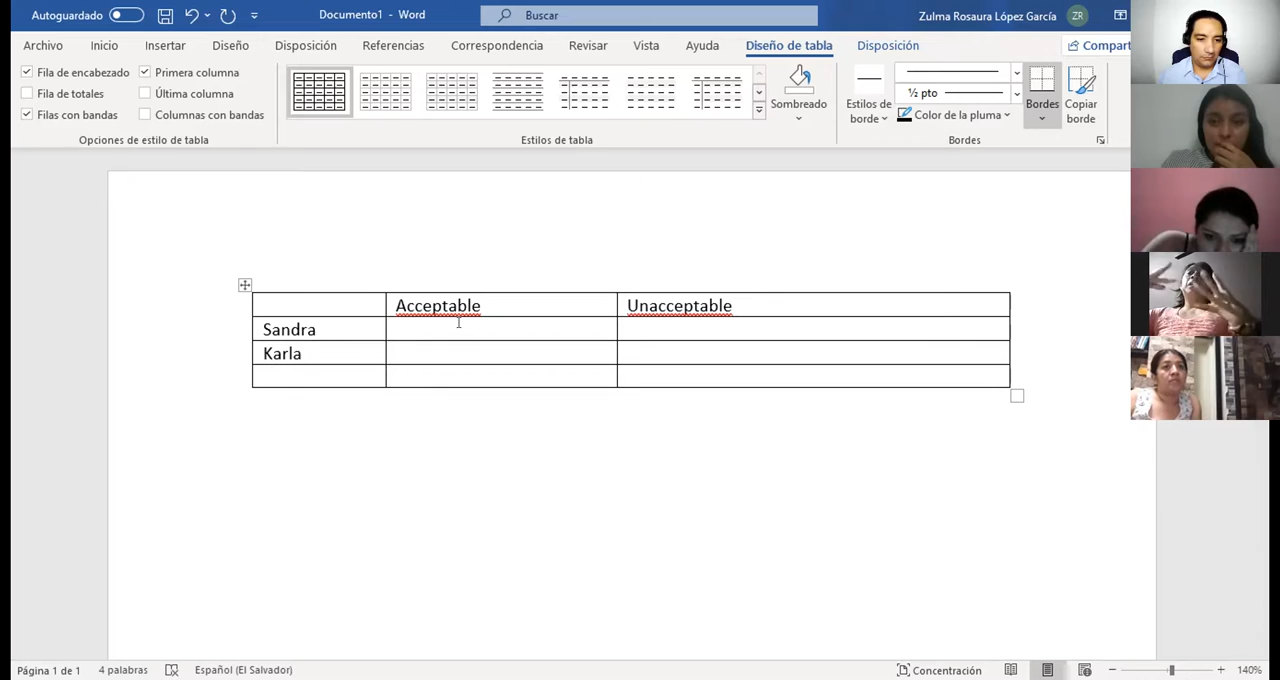 Autoguardado
Documento1 - Word
Buscar
Zulma Rosaura López García
ZR
Archivo Inicio Insertar Diseño Disposición Referencias Correspondencia Revisar Vista Ayuda Diseño de tabla Disposición
Fila de encabezado Primera columna
Fila de totales Última columna
Filas con bandas Columnas con bandas
Opciones de estilo de tabla
Estilos de tabla
Sombreado
Estilos de
borde
½ pto
Color de la pluma
Bordes
Copiar
borde
Bordes
Acceptable Unacceptable
Sandra
Karla
Página 1 de 1 4 palabras Español (El Salvador) Concentración 140%